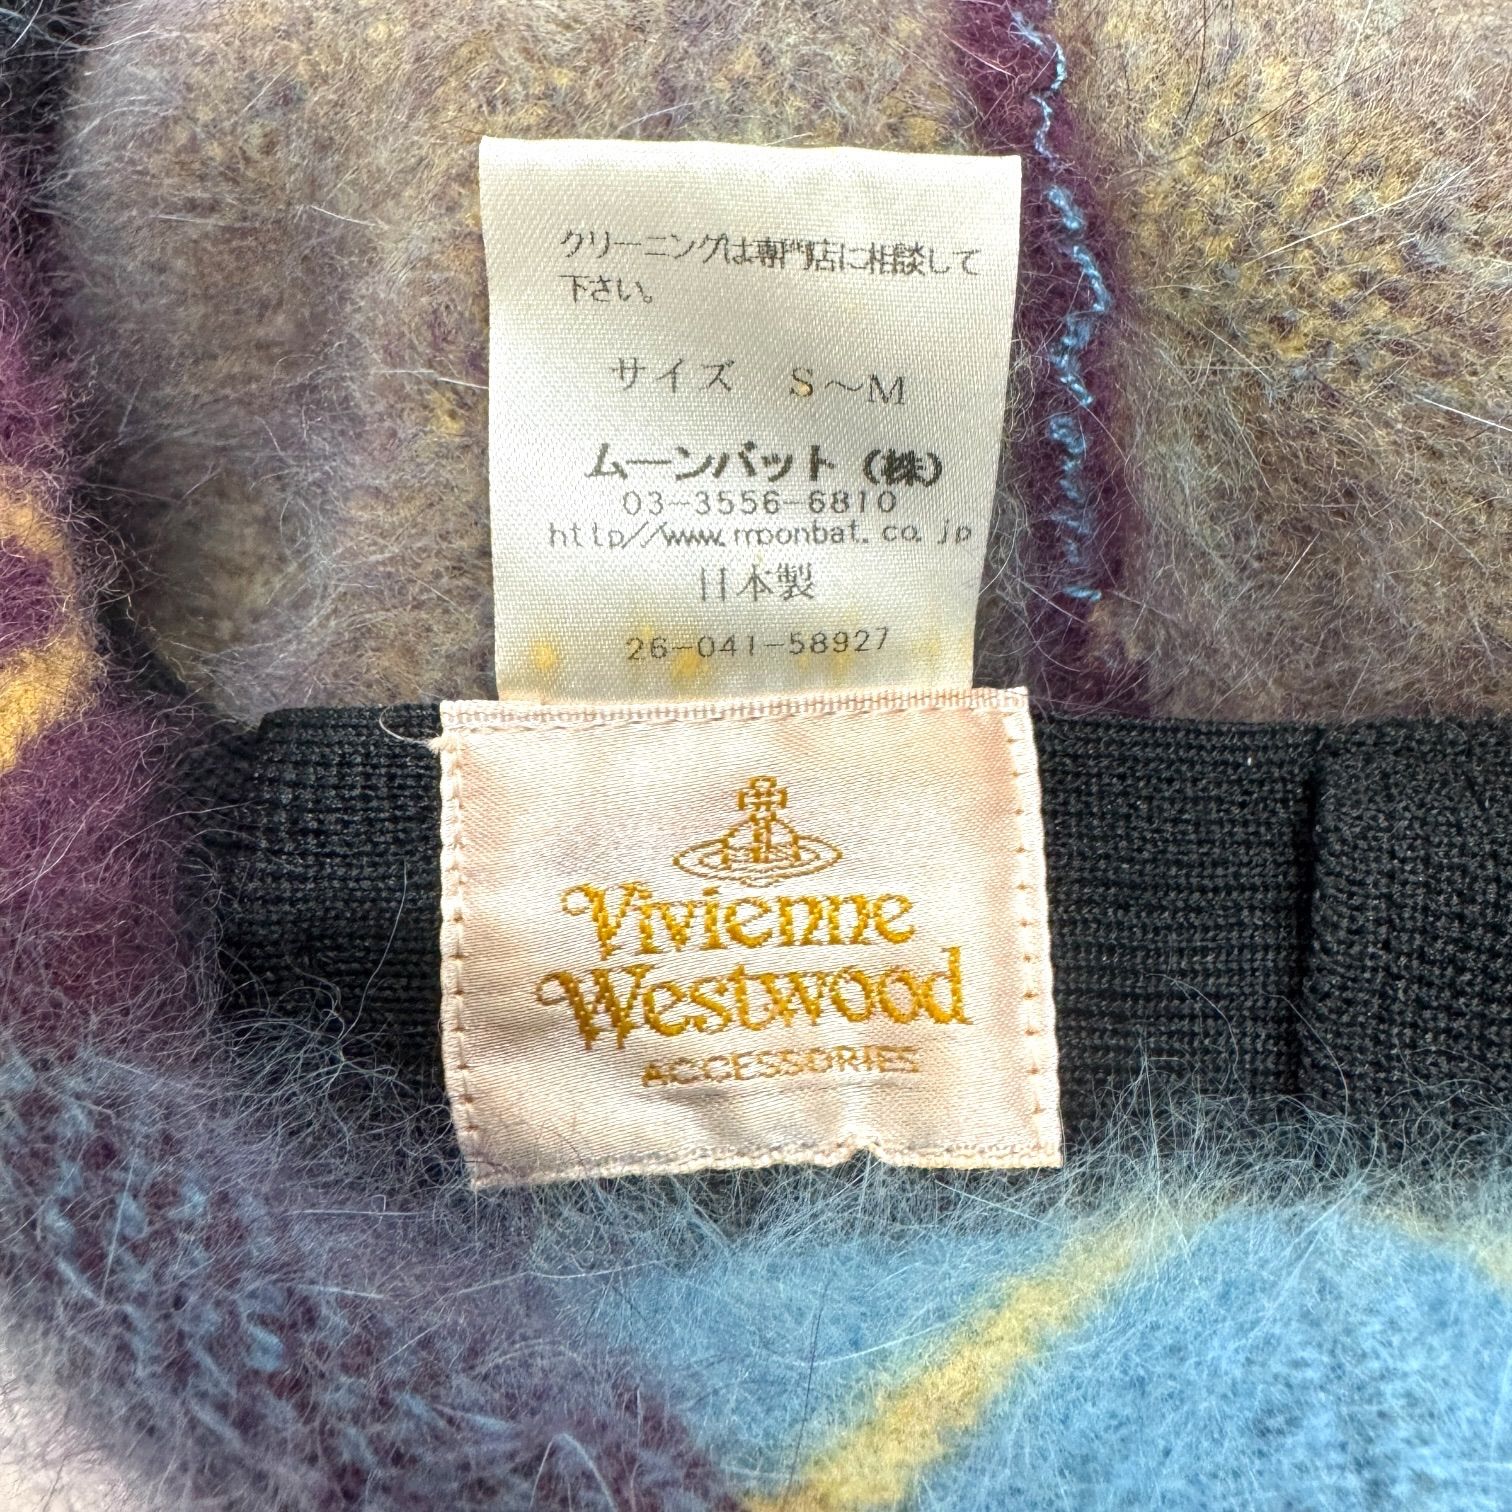 クリーニングは専門店に相談して
下さい。
サイズ S～M
ムーンバット(株)
03-3556-6810
http//www.moonbat.co.jp
日本製
26-041-58927
Vivienne
Westwood
ACCESSORIES